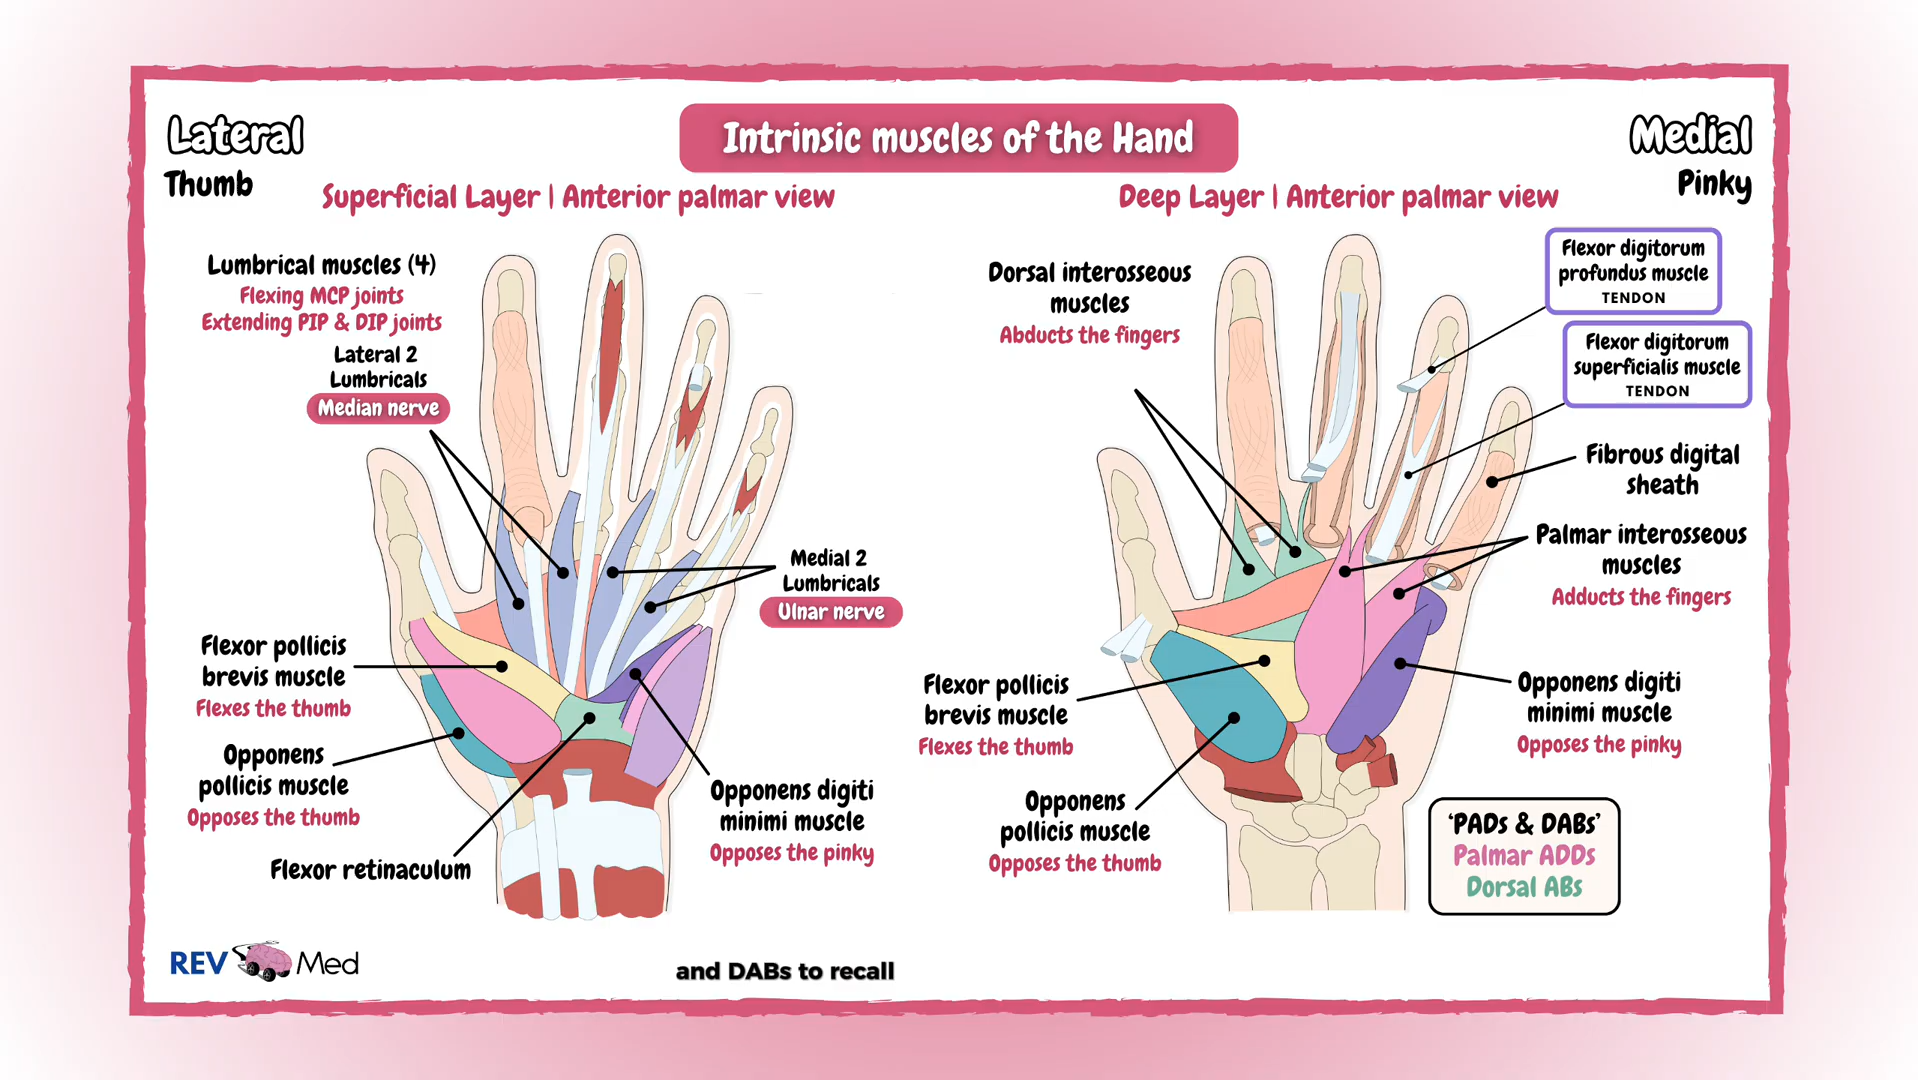 Lateral
Thumb
Intrinsic muscles of the Hand
Medial
Pinky
Superficial Layer | Anterior palmar view
Lumbrical muscles (4)
Flexing MCP joints
Extending PIP & DIP joints
Lateral 2
Lumbricals
Median nerve
Medial 2
Lumbricals
Ulnar nerve
Flexor pollicis
brevis muscle
Flexes the thumb
Opponens
pollicis muscle
Opposes the thumb
Flexor retinaculum
Opponens digiti
minimi muscle
Opposes the pinky
Deep Layer | Anterior palmar view
Dorsal interosseous
muscles
Abducts the fingers
Flexor digitorum
profundus muscle
TENDON
Flexor digitorum
superficialis muscle
TENDON
Fibrous digital
sheath
Palmar interosseous
muscles
Adducts the fingers
Flexor pollicis
brevis muscle
Flexes the thumb
Opponens digiti
minimi muscle
Opposes the pinky
Opponens
pollicis muscle
Opposes the thumb
‘PADs & DABs’
Palmar ADDs
Dorsal ABs
REV Med
and DABs to recall